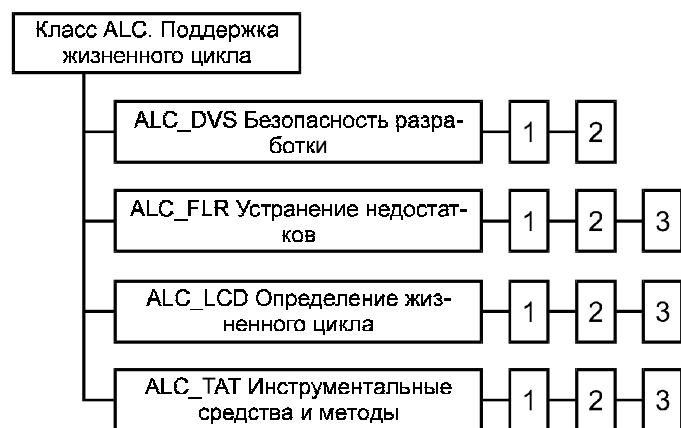 Класс ALC. Поддержка
жизненного цикла
ALC_DVS Безопасность разра-
ботки
1 2
ALC_FLR Устранение недостат-
ков
1 2 3
ALC_LCD Определение жиз-
ненного цикла
1 2 3
ALC_TAT Инструментальные
средства и методы
1 2 3